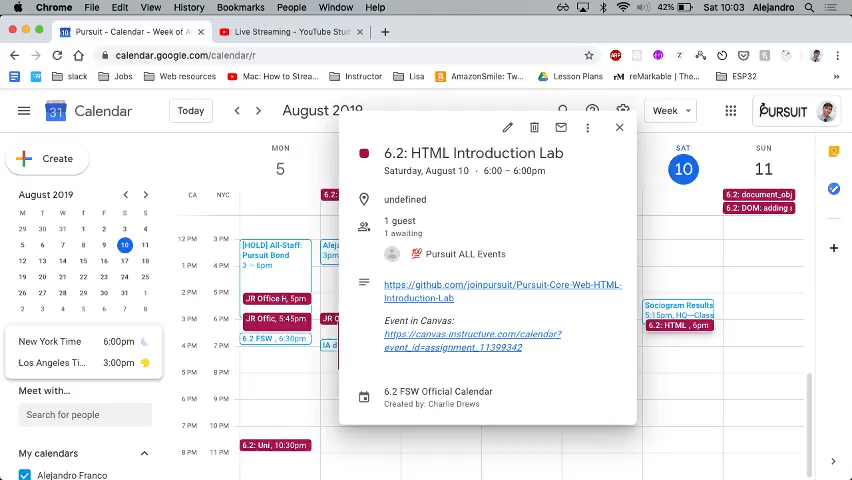 Chrome File Edit View History Bookmarks People Window Help 42% Sat 10:03 Alejandro
Pursuit - Calendar - Week of A
Live Streaming - YouTube Stud
calendar.google.com/calendar/r
ABP
slack Jobs Web resources Instructor Lisa AmazonSmile: Tw... Mac: How to Strea... Lesson Plans reMarkable | The... ESP32
31 Calendar Today August 2019 Week PURSUIT
Create
August 2019
M T W T F S S
29 30 31 1 2 3 4
5 6 7 8 9 10 11
12 13 14 15 16 17 18
19 20 21 22 23 24 25
26 27 28 29 30 31 1
2 3 4 5 6 7 8
New York Time 6:00pm
Los Angeles Ti... 3:00pm
Meet with...
Search for people
My calendars
Alejandro Franco
CA NYC
MON
5
SAT
10
SUN
11
6.2: document_obj
6.2: DOM: adding e
12 PM 3 PM
1 PM 4 PM
2 PM 5 PM
3 PM 6 PM
4 PM 7 PM
5 PM 8 PM
6 PM 9 PM
7 PM 10 PM
8 PM 11 PM
[HOLD] All-Staff:
Pursuit Bond
3 – 6pm
JR Office H, 5pm
JR Offic, 5:45pm
6.2 FSW , 6:30pm
6.2: Uni, 10:30pm
Sociogram Results
5:15pm, HQ—Class
6.2: HTML , 6pm
6.2: HTML Introduction Lab
Saturday, August 10 · 6:00 – 6:00pm
undefined
1 guest
1 awaiting
💯 Pursuit ALL Events
https://github.com/joinpursuit/Pursuit-Core-Web-HTML-
Introduction-Lab
Event in Canvas:
https://canvas.instructure.com/calendar?
event_id=assignment_11399342
6.2 FSW Official Calendar
Created by: Charlie Drews